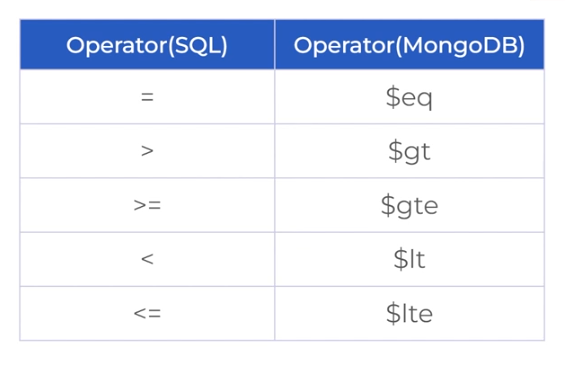 Operator(SQL) Operator(MongoDB)
= $eq
> $gt
>= $gte
< $lt
<= $lte